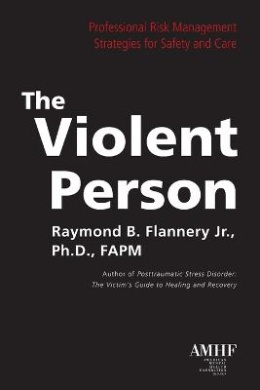 Professional Risk Management
Strategies for Safety and Care
The
Violent
Person
Raymond B. Flannery Jr.,
Ph.D., FAPM
Author of Posttraumatic Stress Disorder:
The Victim's Guide to Healing and Recovery
AMHF